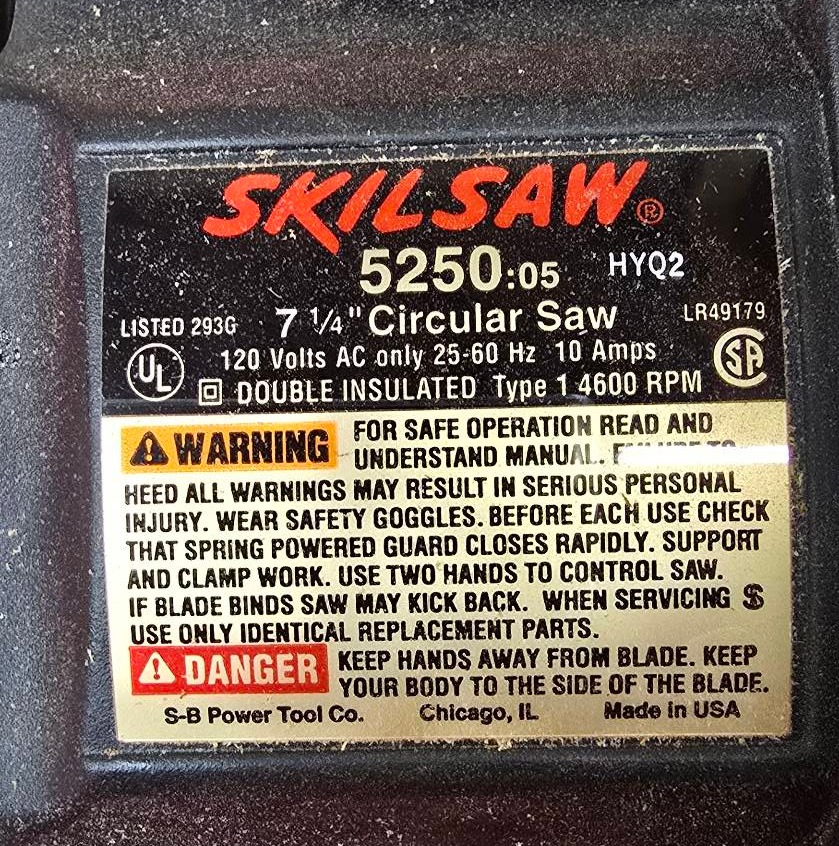 SKILSAW®
5250:05 HYQ2
LISTED 293G 7 1/4" Circular Saw LR49179
UL 120 Volts AC only 25-60 Hz 10 Amps SA
DOUBLE INSULATED Type 1 4600 RPM
WARNING FOR SAFE OPERATION READ AND
UNDERSTAND MANUAL.
HEED ALL WARNINGS MAY RESULT IN SERIOUS PERSONAL
INJURY. WEAR SAFETY GOGGLES. BEFORE EACH USE CHECK
THAT SPRING POWERED GUARD CLOSES RAPIDLY. SUPPORT
AND CLAMP WORK. USE TWO HANDS TO CONTROL SAW.
IF BLADE BINDS SAW MAY KICK BACK. WHEN SERVICING
USE ONLY IDENTICAL REPLACEMENT PARTS.
DANGER KEEP HANDS AWAY FROM BLADE. KEEP
YOUR BODY TO THE SIDE OF THE BLADE.
S-B Power Tool Co. Chicago, IL Made in USA